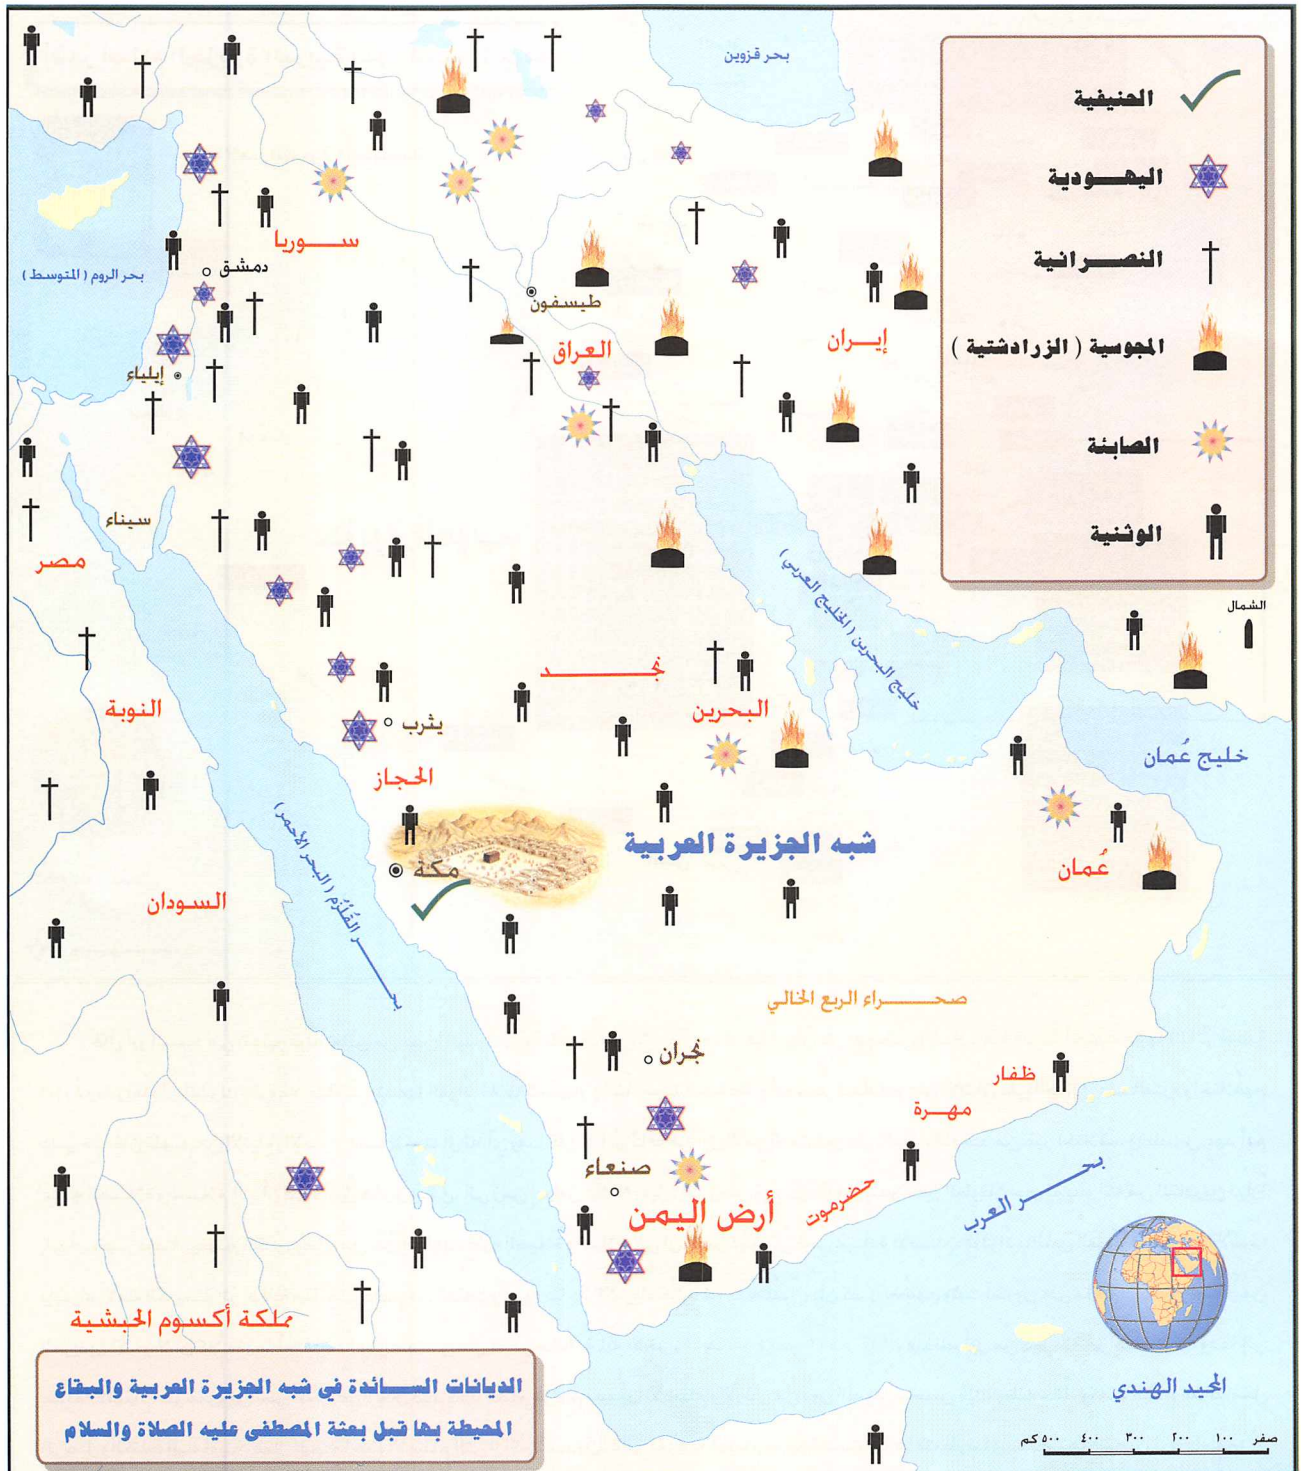 بحر قزوين
الحنيفية
اليهودية
النصرانية
المجوسية ( الزرادشتية )
الصابئة
الوثنية
الشمال
سوريا
دمشق
بحر الروم ( المتوسط )
طيسفون
العراق
إيران
إيلياء
سيناء
مصر
خليج البحرين ( الخليج العربي )
نجد
البحرين
النوبة
يثرب
الحجاز
خليج عُمان
شبه الجزيرة العربية
مكة
عُمان
السودان
بحر القُلْزُم ( البحر الأحمر )
صحراء الربع الخالي
نجران
ظفار
مهرة
صنعاء
حضرموت
أرض اليمن
بحر العرب
مملكة أكسوم الحبشية
المحيد الهندي
الديانات السائدة في شبه الجزيرة العربية والبقاع
المحيطة بها قبل بعثة المصطفى عليه الصلاة والسلام
صفر ١٠٠ ٢٠٠ ٣٠٠ ٤٠٠ ٥٠٠ كم